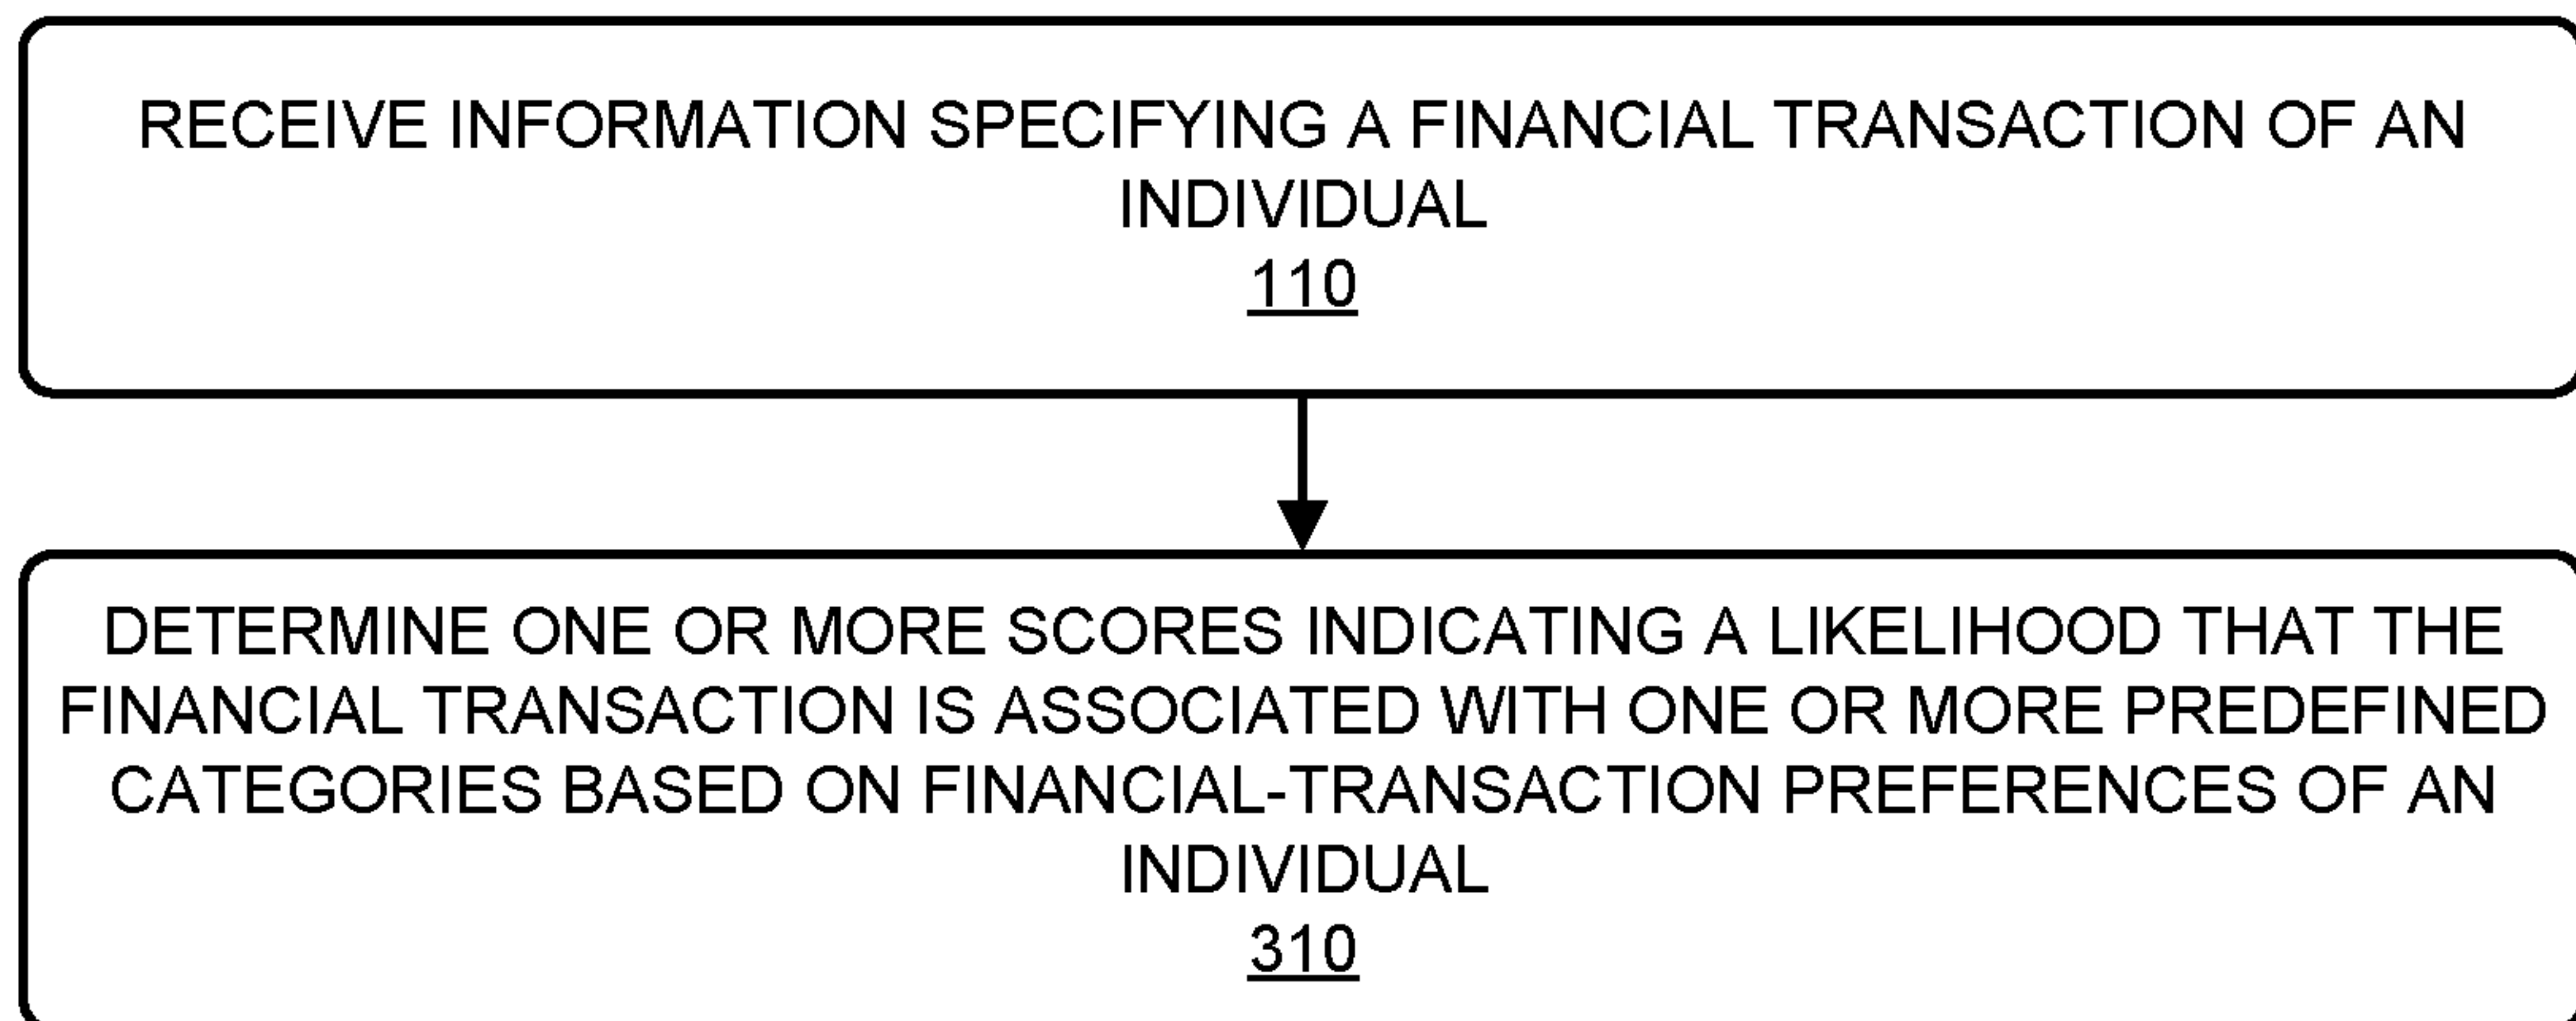 RECEIVE INFORMATION SPECIFYING A FINANCIAL TRANSACTION OF AN
INDIVIDUAL
110
DETERMINE ONE OR MORE SCORES INDICATING A LIKELIHOOD THAT THE
FINANCIAL TRANSACTION IS ASSOCIATED WITH ONE OR MORE PREDEFINED
CATEGORIES BASED ON FINANCIAL-TRANSACTION PREFERENCES OF AN
INDIVIDUAL
310